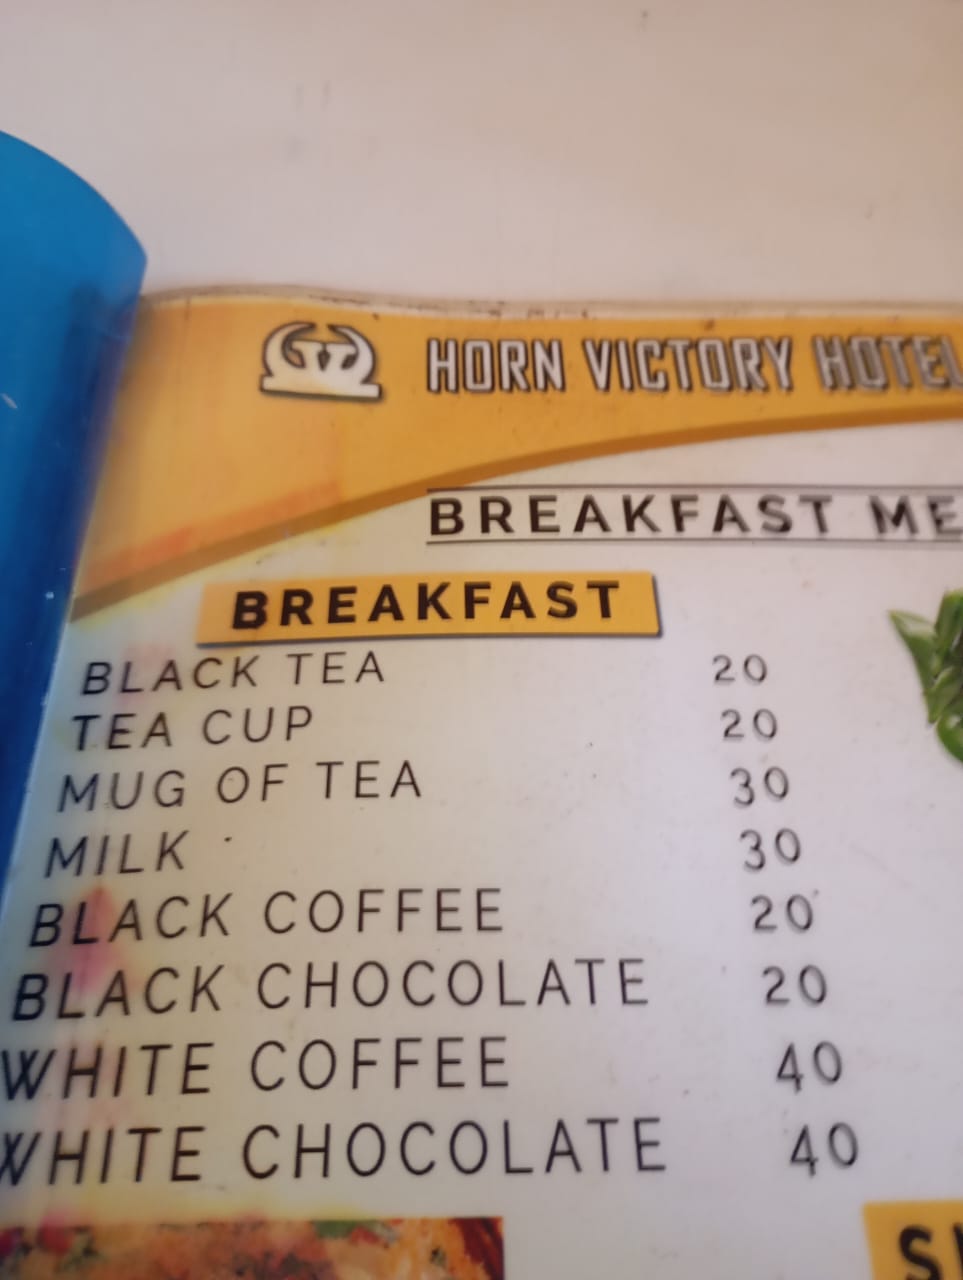 HORN VICTORY HOTEL
BREAKFAST
BREAKFAST
BLACK TEA 20
TEA CUP 20
MUG OF TEA 30
MILK 30
BLACK COFFEE 20
BLACK CHOCOLATE 20
WHITE COFFEE 40
WHITE CHOCOLATE 40